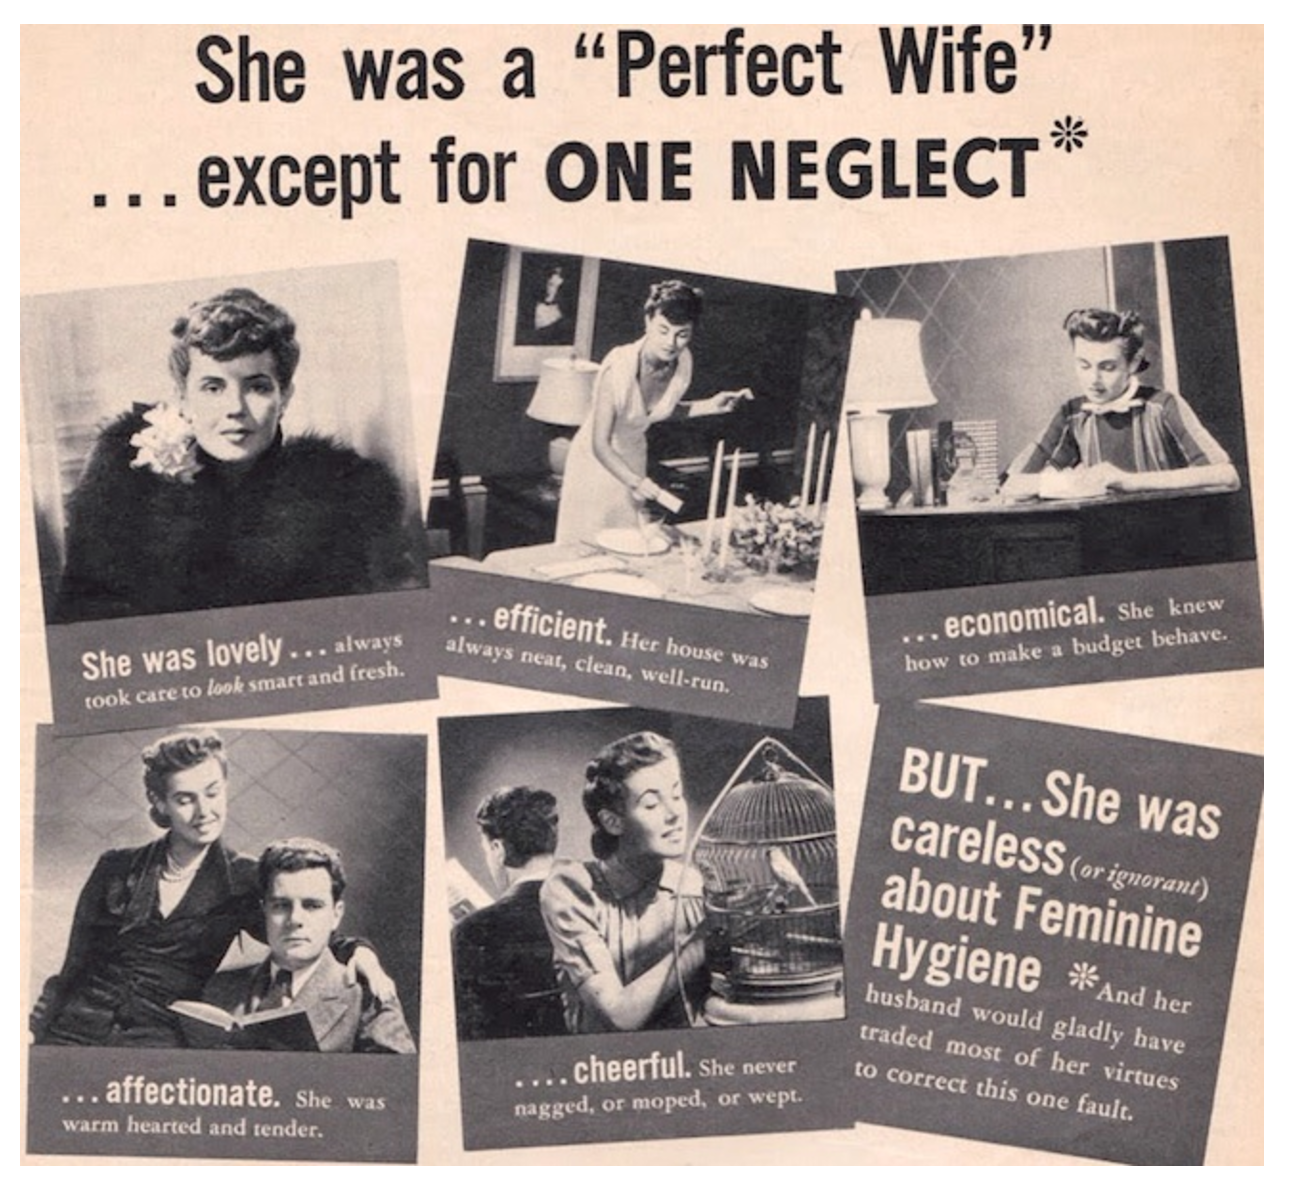 She was a “Perfect Wife”
...except for ONE NEGLECT*
She was lovely... always
took care to look smart and fresh.
...efficient. Her house was
always neat, clean, well-run.
...economical. She knew
how to make a budget behave.
...affectionate. She was
warm hearted and tender.
....cheerful. She never
nagged, or moped, or wept.
BUT...She was
careless (or ignorant)
about Feminine
Hygiene *And her
husband would gladly have
traded most of her virtues
to correct this one fault.